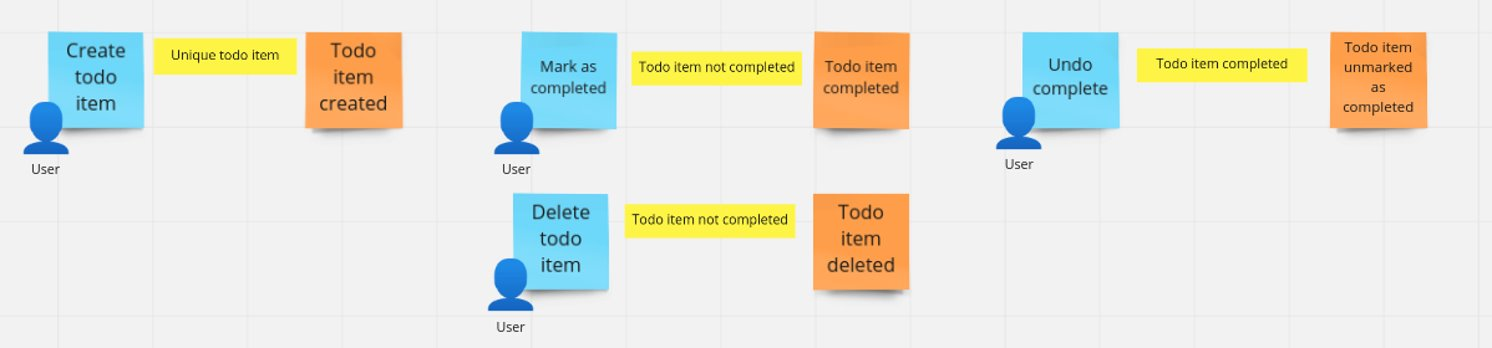 Create
todo
item
Unique todo item
Todo
item
created
User
Mark as
completed
Todo item not completed
Todo item
completed
User
Undo
complete
Todo item completed
Todo item
unmarked
as
completed
User
Delete
todo
item
Todo item not completed
Todo
item
deleted
User